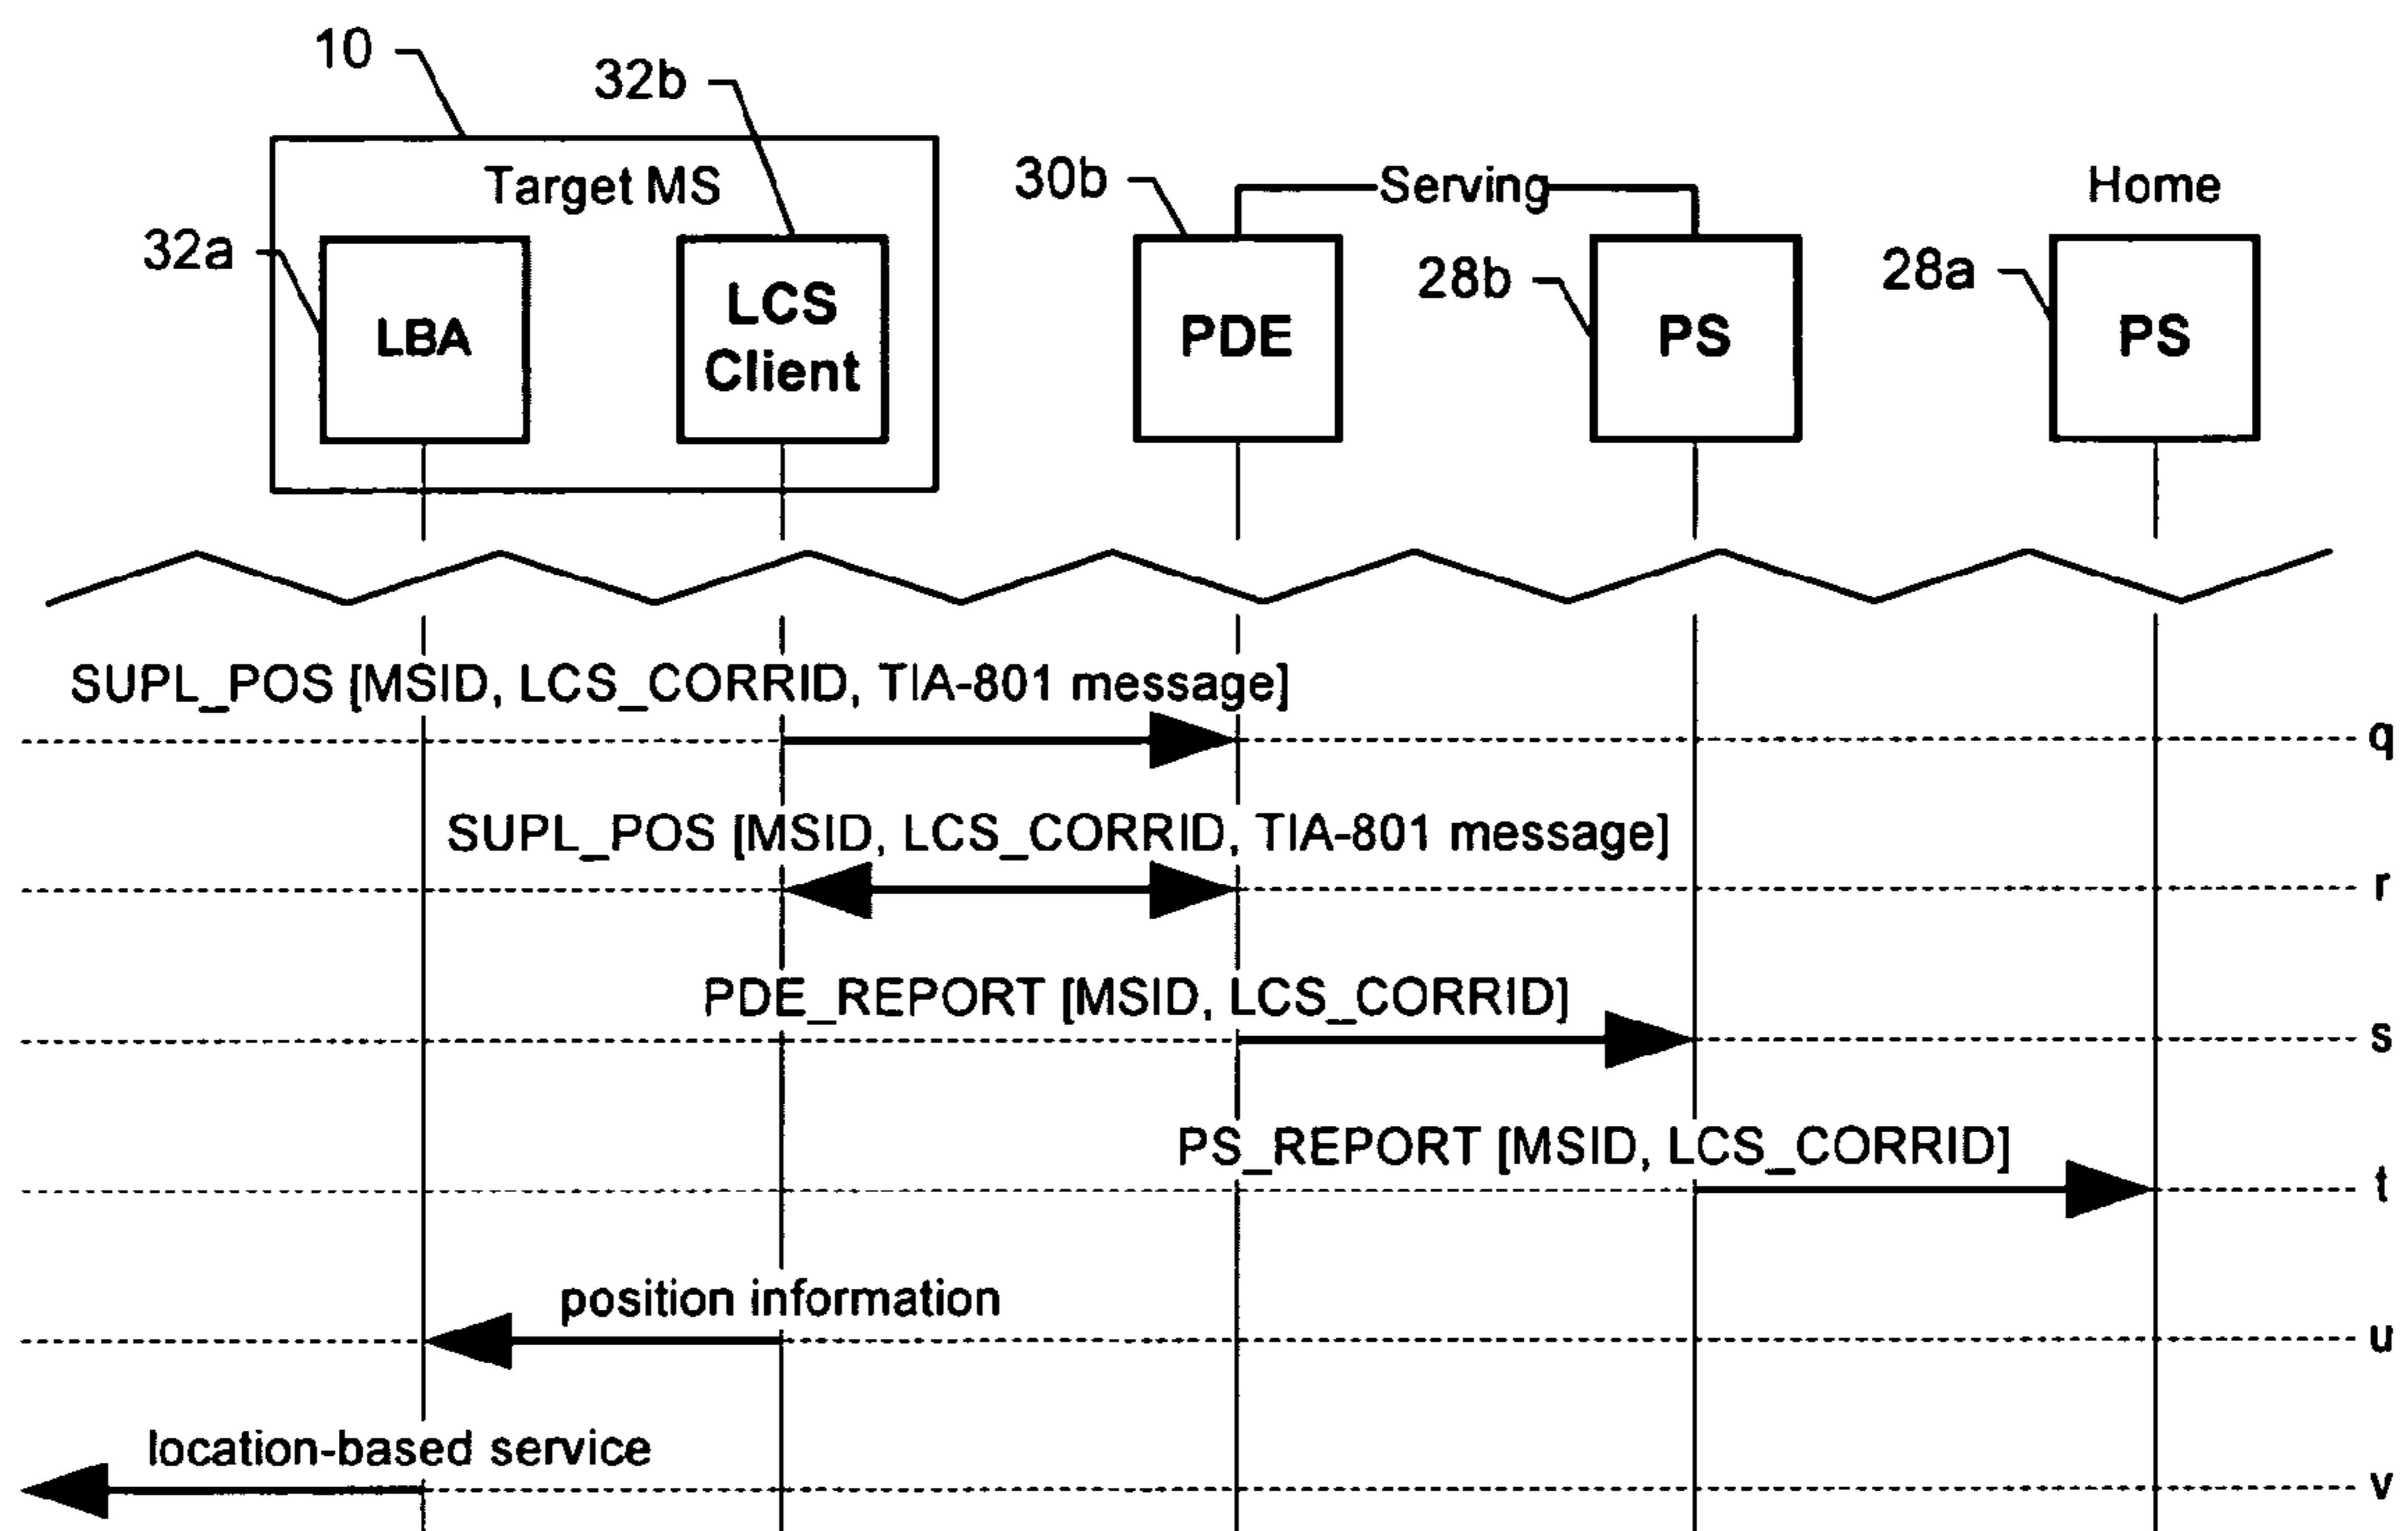 10
32b
Target MS
30b
Serving
Home
32a
28b
28a
LBA
LCS
Client
PDE
PS
PS
SUPL_POS [MSID, LCS_CORRID, TIA-801 message]
q
SUPL_POS [MSID, LCS_CORRID, TIA-801 message]
r
PDE_REPORT [MSID, LCS_CORRID]
s
PS_REPORT [MSID, LCS_CORRID]
t
position information
u
location-based service
v